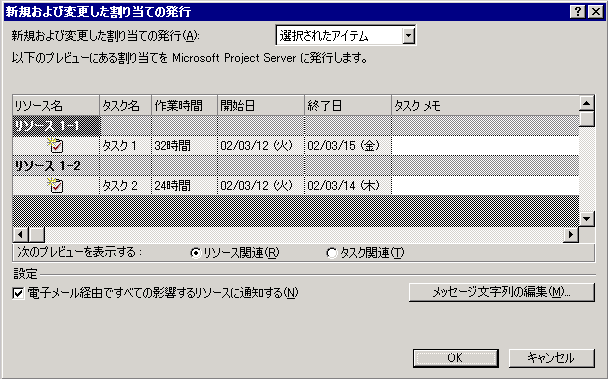 新規および変更した割り当ての発行
新規および変更した割り当ての発行(A): 選択されたアイテム
以下のプレビューにある割り当てを Microsoft Project Server に発行します。
リソース名 タスク名 作業時間 開始日 終了日 タスク メモ
リソース 1-1
タスク 1 32時間 02/03/12 (火) 02/03/15 (金)
リソース 1-2
タスク 2 24時間 02/03/12 (火) 02/03/14 (木)
次のプレビューを表示する: リソース関連(R) タスク関連(T)
設定
電子メール経由ですべての影響するリソースに通知する(N) メッセージ文字列の編集(M)...
OK キャンセル